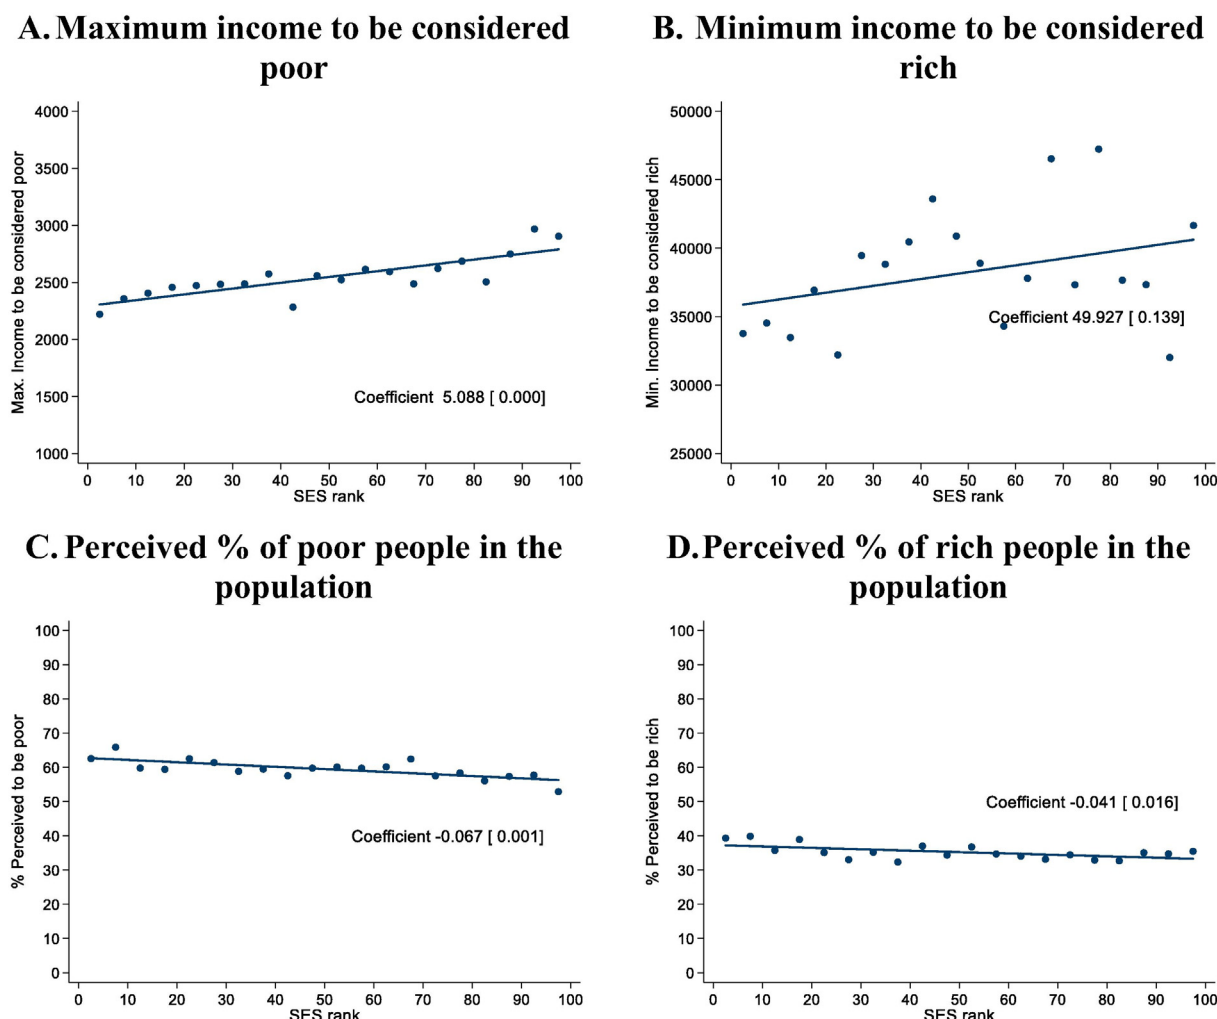 A. Maximum income to be considered
poor
4000
3500
3000
2500
2000
1500
1000
Max. Income to be considered poor
Coefficient 5.088 [ 0.000]
0 10 20 30 40 50 60 70 80 90 100
SES rank
B. Minimum income to be considered
rich
50000
45000
40000
35000
30000
25000
Min. Income to be considered rich
Coefficient 49.927 [ 0.139]
0 10 20 30 40 50 60 70 80 90 100
SES rank
C. Perceived % of poor people in the
population
100
90
80
70
60
50
40
30
20
10
0
% Perceived to be poor
Coefficient -0.067 [ 0.001]
0 10 20 30 40 50 60 70 80 90 100
SES rank
D. Perceived % of rich people in the
population
100
90
80
70
60
50
40
30
20
10
0
% Perceived to be rich
Coefficient -0.041 [ 0.016]
0 10 20 30 40 50 60 70 80 90 100
SES rank